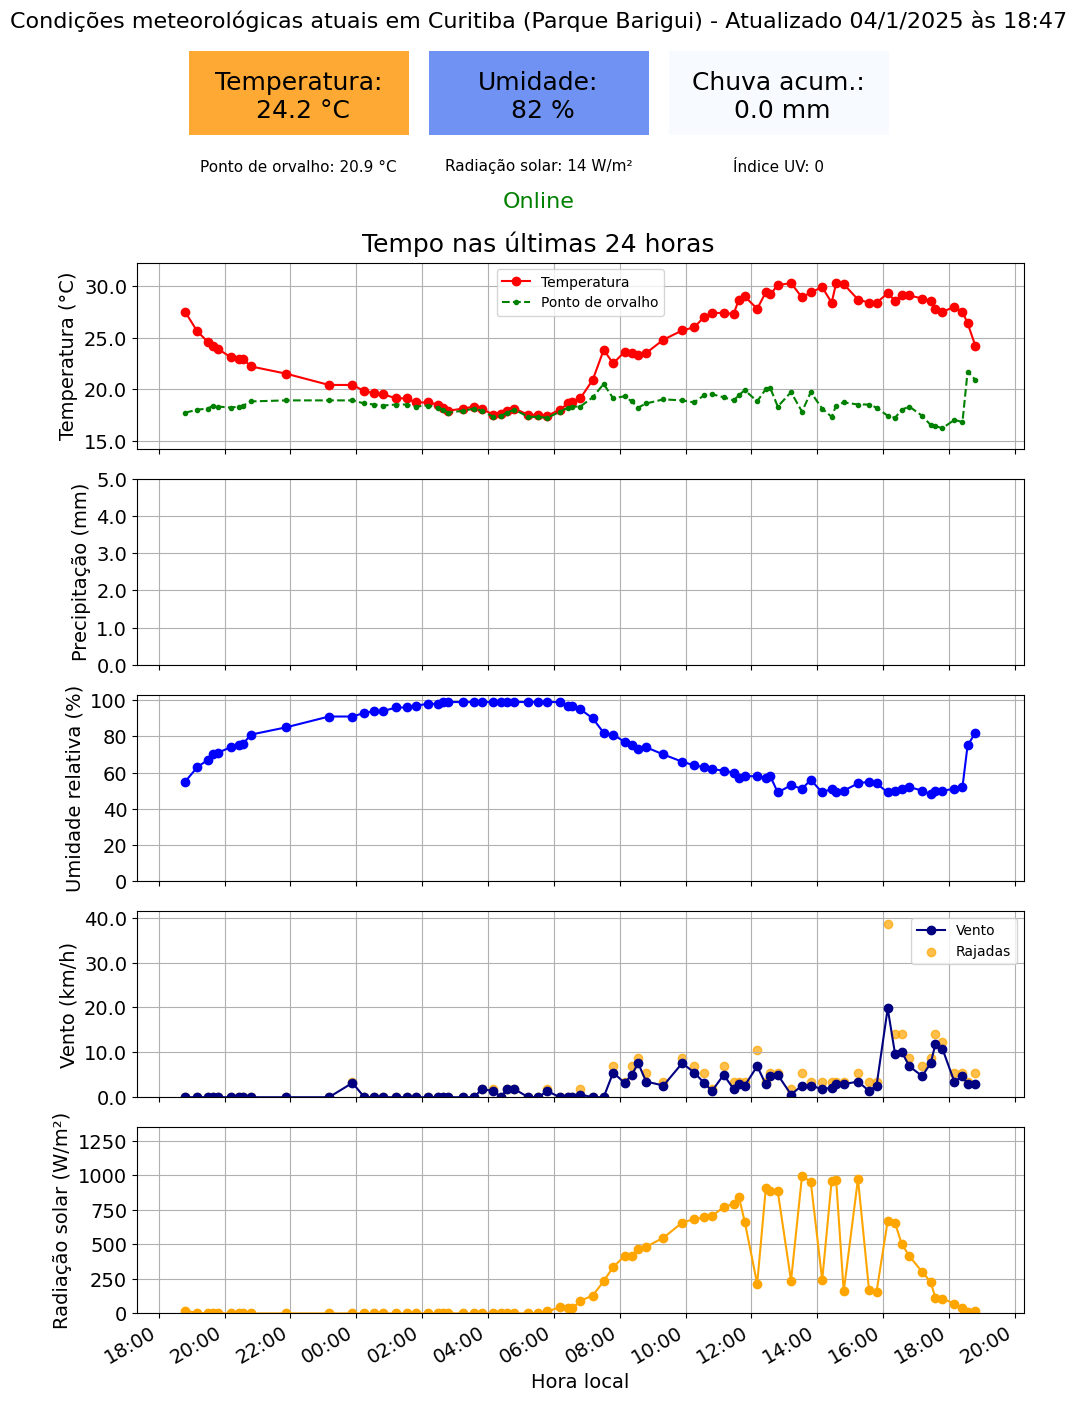 Condições meteorológicas atuais em Curitiba (Parque Barigui) - Atualizado 04/1/2025 às 18:47
Temperatura:
24.2 °C
Umidade:
82 %
Chuva acum.:
0.0 mm
Ponto de orvalho: 20.9 °C
Radiação solar: 14 W/m²
Índice UV: 0
Online
Tempo nas últimas 24 horas
Temperatura (°C)
30.0
25.0
20.0
15.0
Temperatura
Ponto de orvalho
Precipitação (mm)
5.0
4.0
3.0
2.0
1.0
0.0
Umidade relativa (%)
100
80
60
40
20
0
Vento (km/h)
40.0
30.0
20.0
10.0
0.0
Vento
Rajadas
Radiação solar (W/m²)
1250
1000
750
500
250
0
18:00
20:00
22:00
00:00
02:00
04:00
06:00
08:00
10:00
12:00
14:00
16:00
18:00
20:00
Hora local